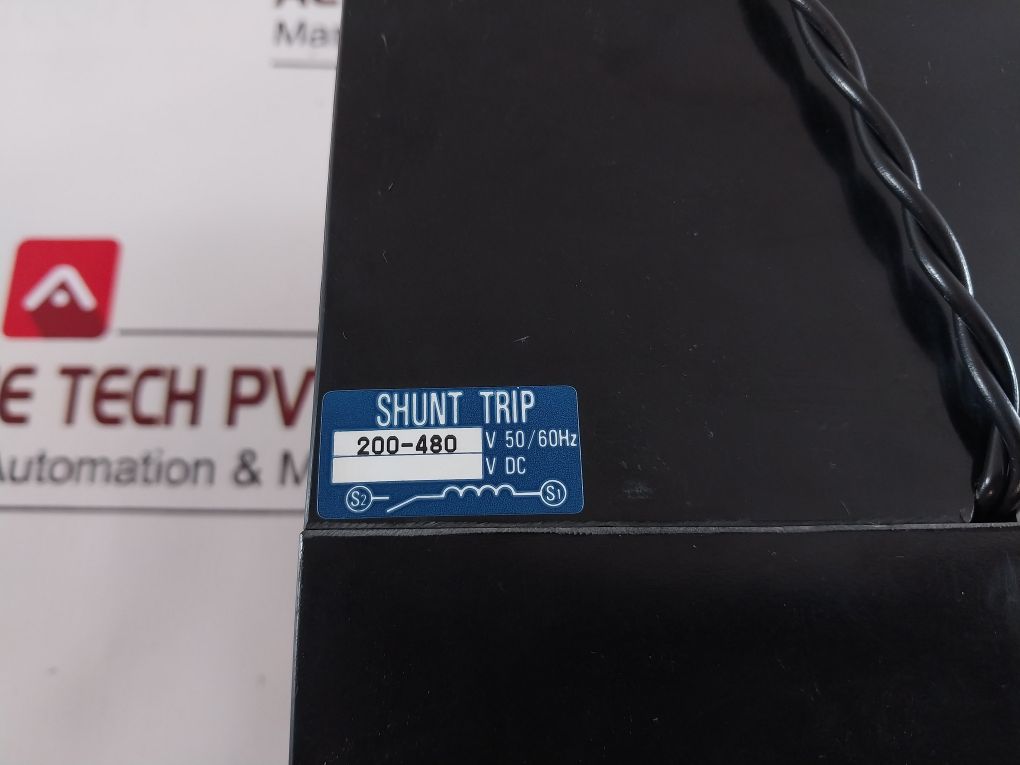 Ma
E TECH PV
Automation & M
SHUNT TRIP
200-480 V 50/60Hz
V DC
S2 S1